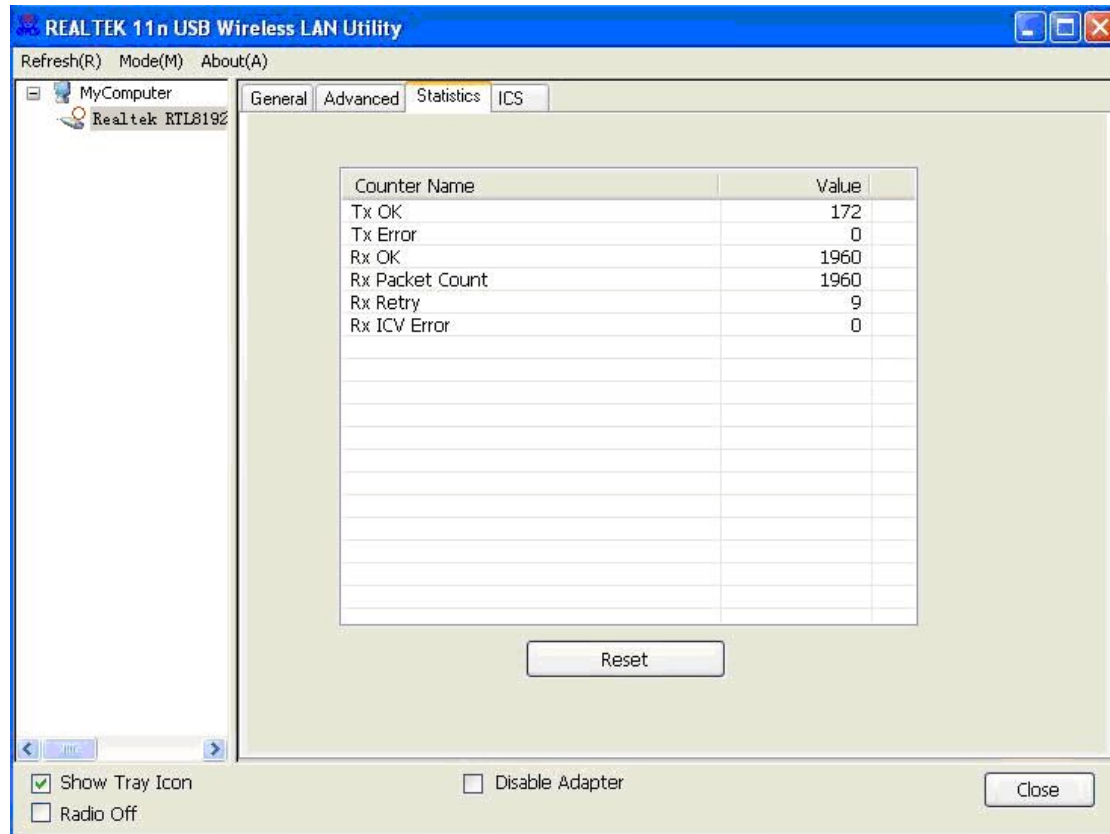 REALTEK 11n USB Wireless LAN Utility
Refresh(R) Mode(M) About(A)
MyComputer
Realtek RTL8192
General Advanced Statistics ICS
Counter Name Value
Tx OK 172
Tx Error 0
Rx OK 1960
Rx Packet Count 1960
Rx Retry 9
Rx ICV Error 0
Reset
Show Tray Icon
Disable Adapter
Radio Off
Close